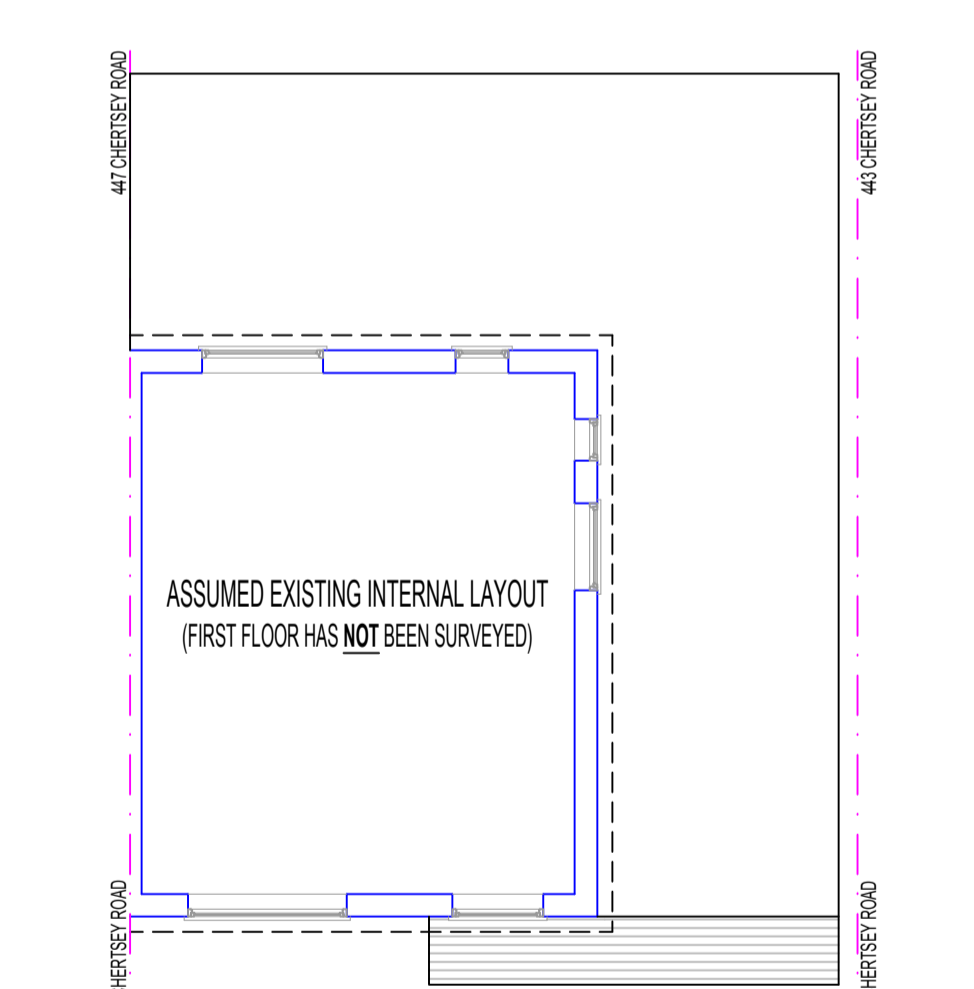 447 CHERTSEY ROAD
443 CHERTSEY ROAD
ASSUMED EXISTING INTERNAL LAYOUT
(FIRST FLOOR HAS NOT BEEN SURVEYED)
CHERTSEY ROAD
HERTSEY ROAD